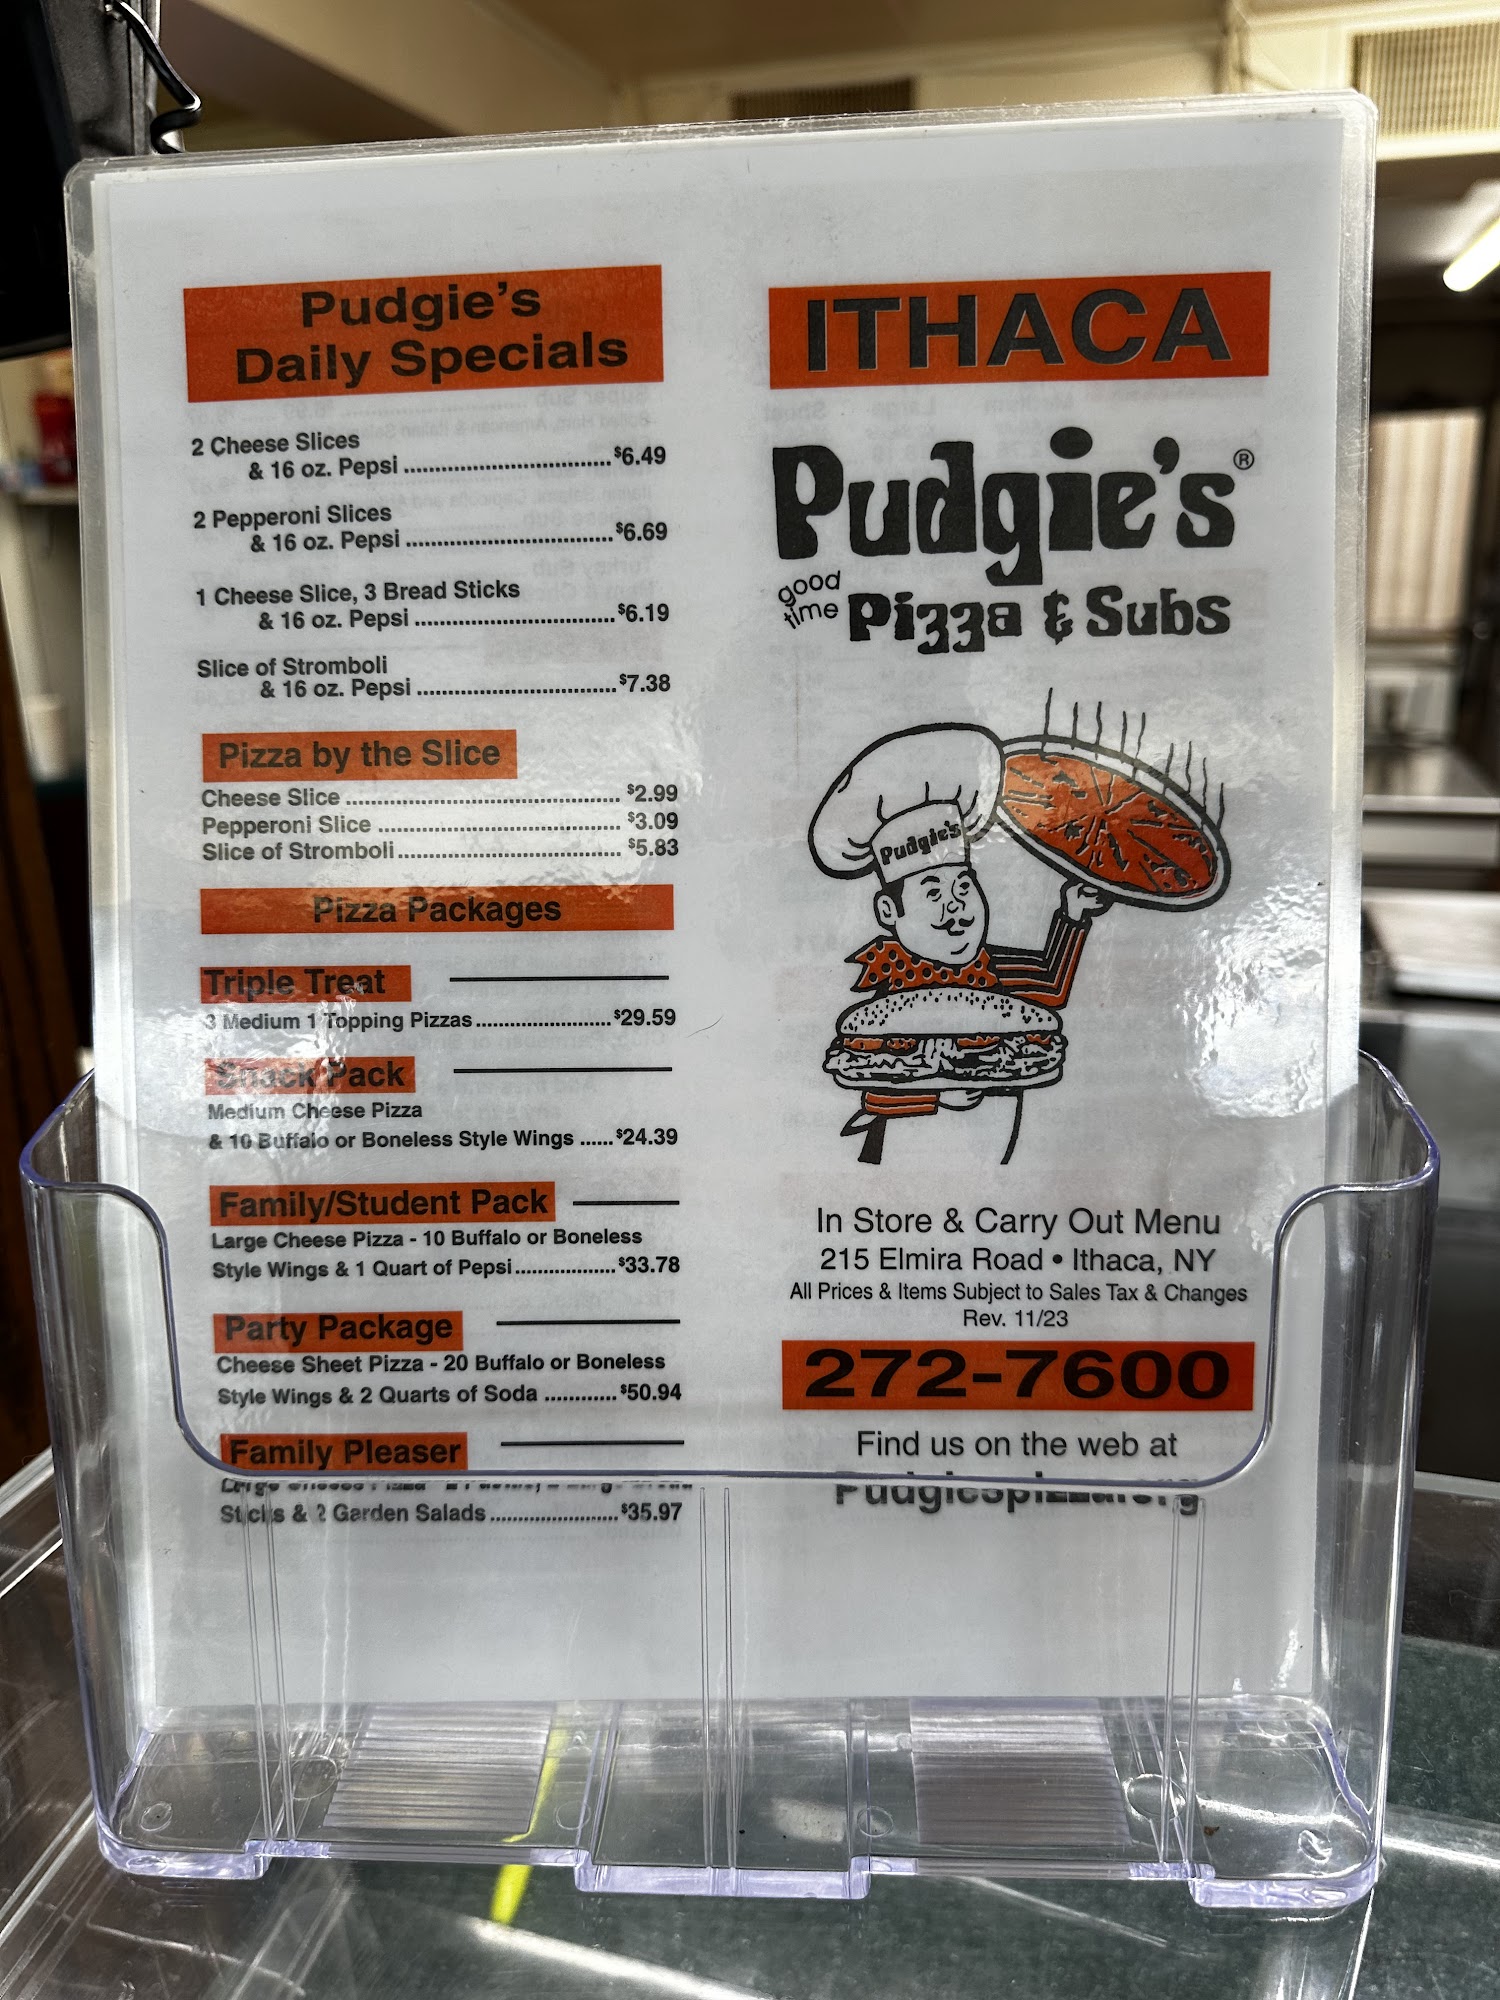 Pudgie's
Daily Specials
2 Cheese Slices
& 16 oz. Pepsi ................................ $6.49
2 Pepperoni Slices
& 16 oz. Pepsi ................................ $6.69
1 Cheese Slice, 3 Bread Sticks
& 16 oz. Pepsi ................................ $6.19
Slice of Stromboli
& 16 oz. Pepsi ................................ $7.38
Pizza by the Slice
Cheese Slice ................................ $2.99
Pepperoni Slice ................................ $3.09
Slice of Stromboli ................................ $5.83
Pizza Packages
Triple Treat
3 Medium 1 Topping Pizzas ........................ $29.59
Snack Pack
Medium Cheese Pizza
& 10 Buffalo or Boneless Style Wings ...... $24.39
Family/Student Pack
Large Cheese Pizza - 10 Buffalo or Boneless
Style Wings & 1 Quart of Pepsi .................. $33.78
Party Package
Cheese Sheet Pizza - 20 Buffalo or Boneless
Style Wings & 2 Quarts of Soda ............ $50.94
Family Pleaser
Large Cheese Pizza
Sticks & 2 Garden Salads ....................... $35.97
ITHACA
Pudgie's®
good
time
Pizza & Subs
Pudgie's
In Store & Carry Out Menu
215 Elmira Road • Ithaca, NY
All Prices & Items Subject to Sales Tax & Changes
Rev. 11/23
272-7600
Find us on the web at
Pudgiespizza.org